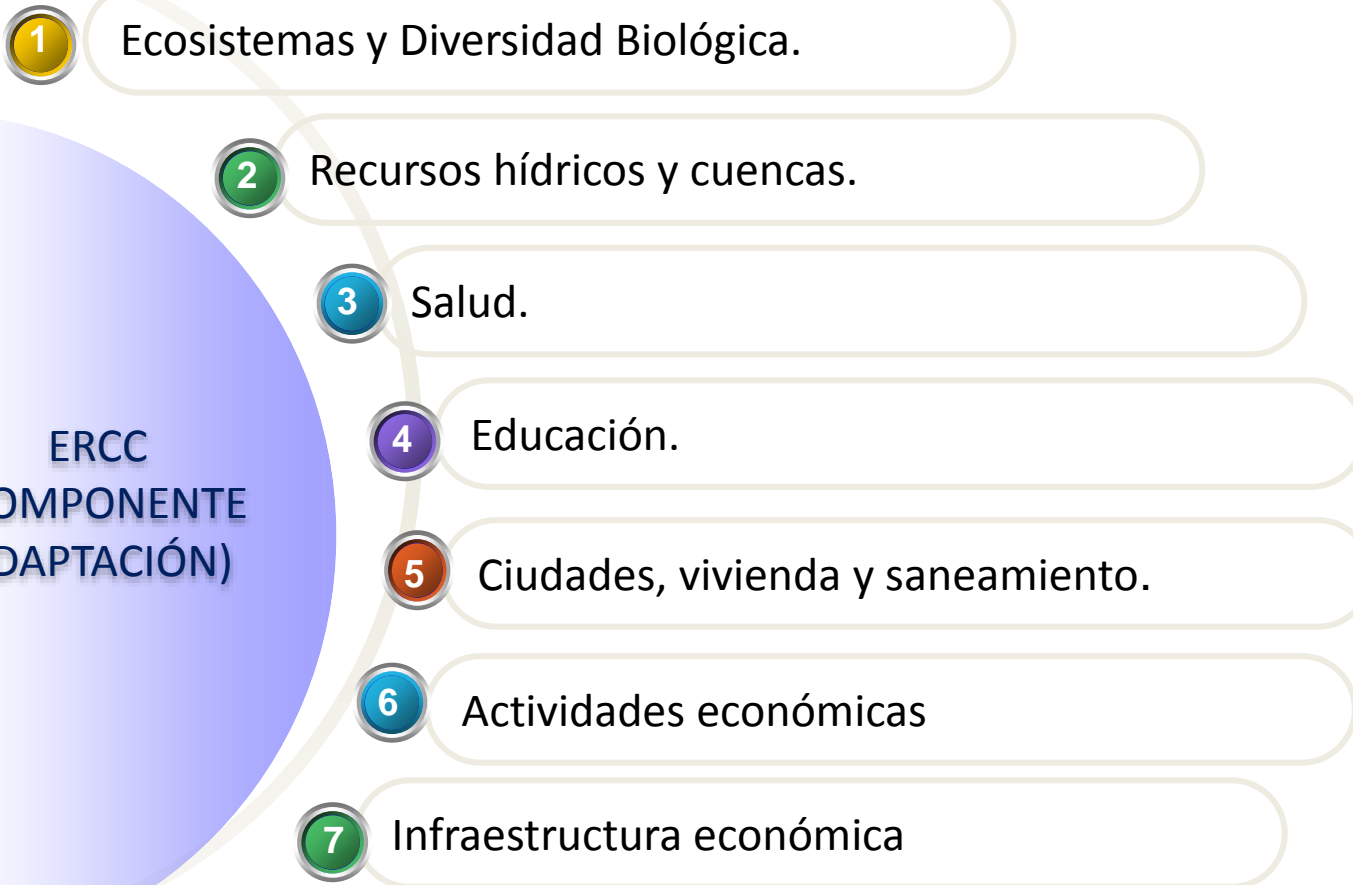 1 Ecosistemas y Diversidad Biológica.
2 Recursos hídricos y cuencas.
3 Salud.
4 Educación.
ERCC
OMPONENTE
DAPTACIÓN)
5 Ciudades, vivienda y saneamiento.
6 Actividades económicas
7 Infraestructura económica